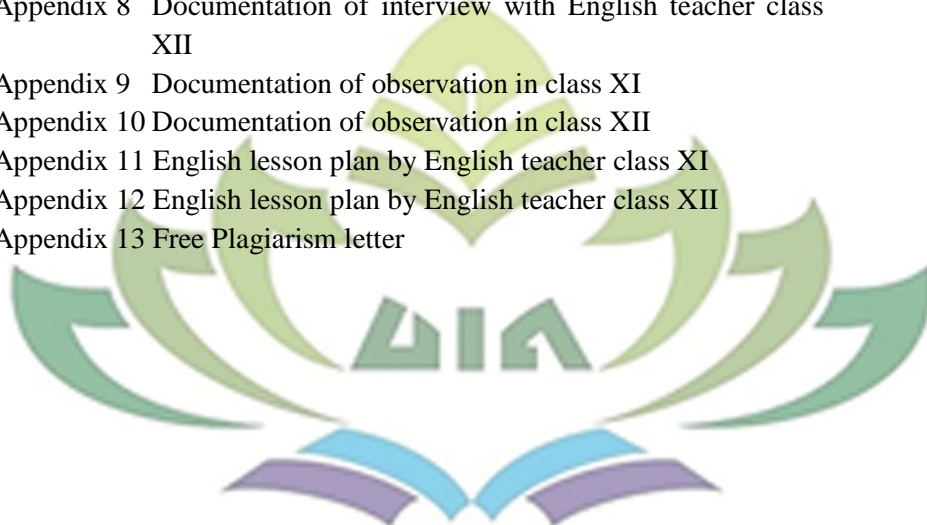 Appendix 8 Documentation of interview with English teacher class
XII
Appendix 9 Documentation of observation in class XI
Appendix 10 Documentation of observation in class XII
Appendix 11 English lesson plan by English teacher class XI
Appendix 12 English lesson plan by English teacher class XII
Appendix 13 Free Plagiarism letter
UIN